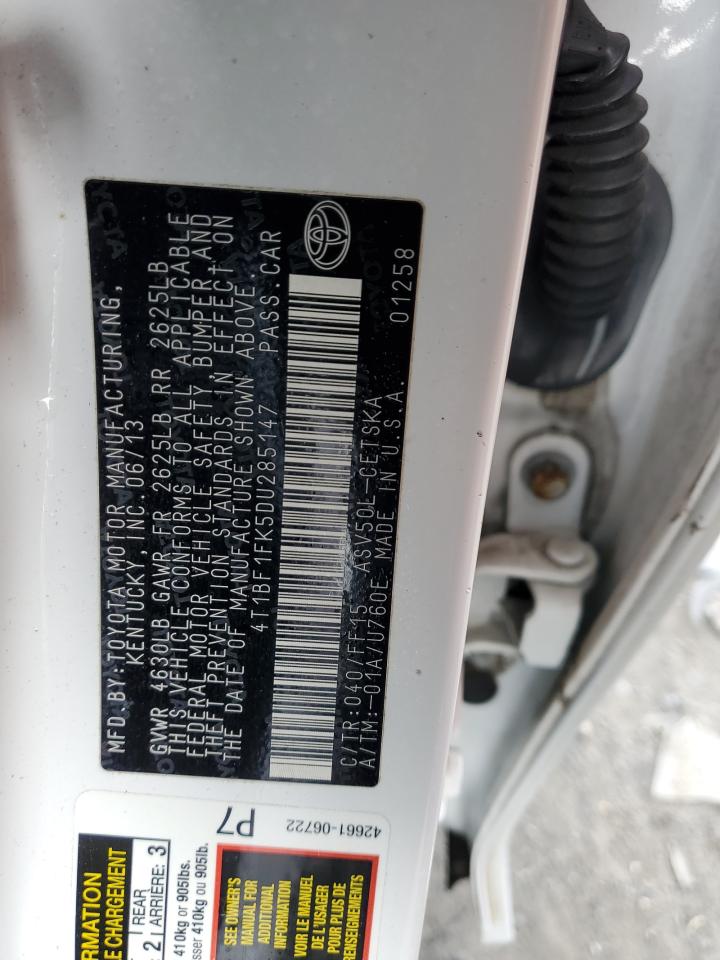 MFD. BY: TOYOTA MOTOR MANUFACTURING,
KENTUCKY, INC. 06/13
GVWR 4630LB GAWR FR 2625LB RR 2625LB
THIS VEHICLE CONFORMS TO ALL APPLICABLE
FEDERAL MOTOR VEHICLE SAFETY, BUMPER AND
THEFT PREVENTION STANDARDS IN EFFECT ON
THE DATE OF MANUFACTURE SHOWN ABOVE.
4T1BF1FK5DU285147 PASS.CAR
C/TR:040/FF15 ASV50L-CETSKA 01258
A/TM:-01A/U760E MADE IN U.S.A.
P7
42661-06722
RMATION
E CHARGEMENT
REAR
2 ARRIÈRE: 3
410kg or 905lbs.
sser 410kg ou 905lb.
SEE OWNER'S
MANUAL FOR
ADDITIONAL
INFORMATION
VOIR LE MANUEL
DE L'USAGER
POUR PLUS DE
RENSEIGNEMENTS